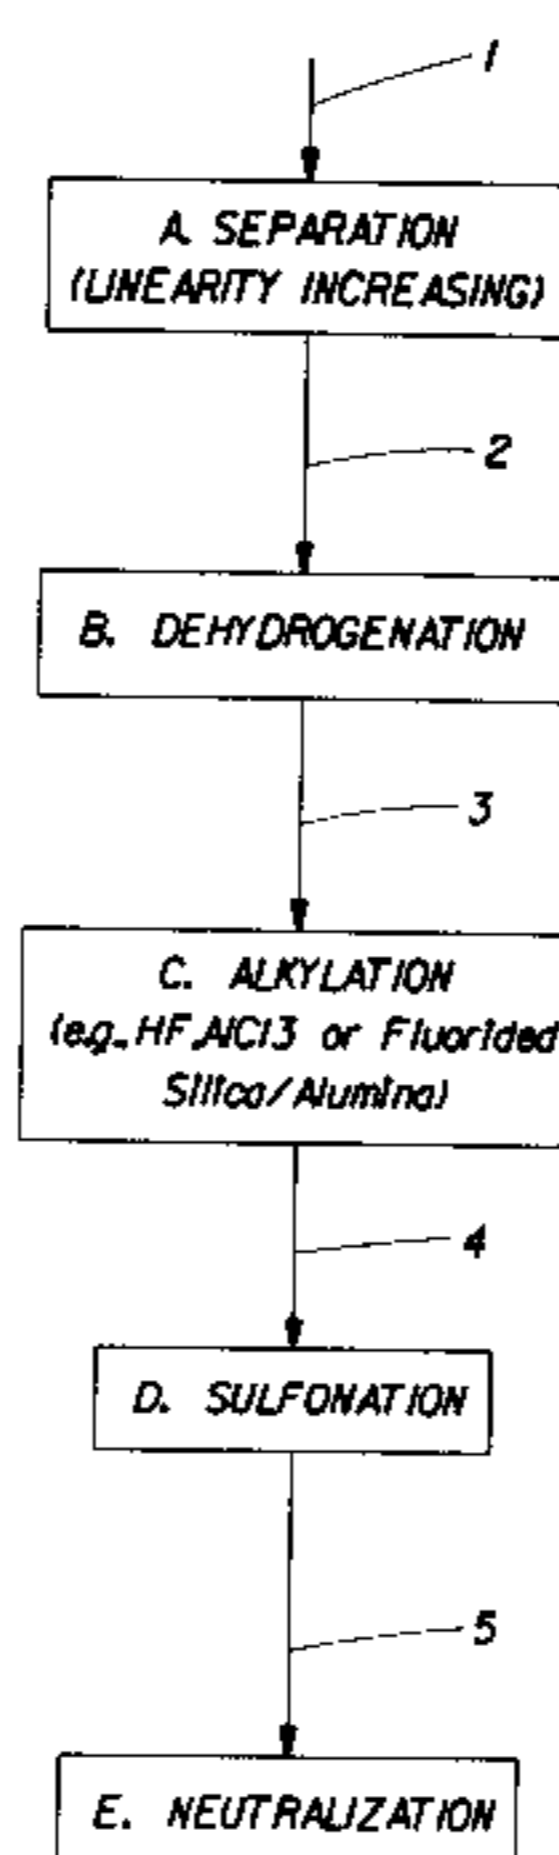 1
A. SEPARATION
(LINEARITY INCREASING)
2
B. DEHYDROGENATION
3
C. ALKYLATION
(e.g., HF, AlCl3 or Fluorided
Silica/Alumina)
4
D. SULFONATION
5
E. NEUTRALIZATION